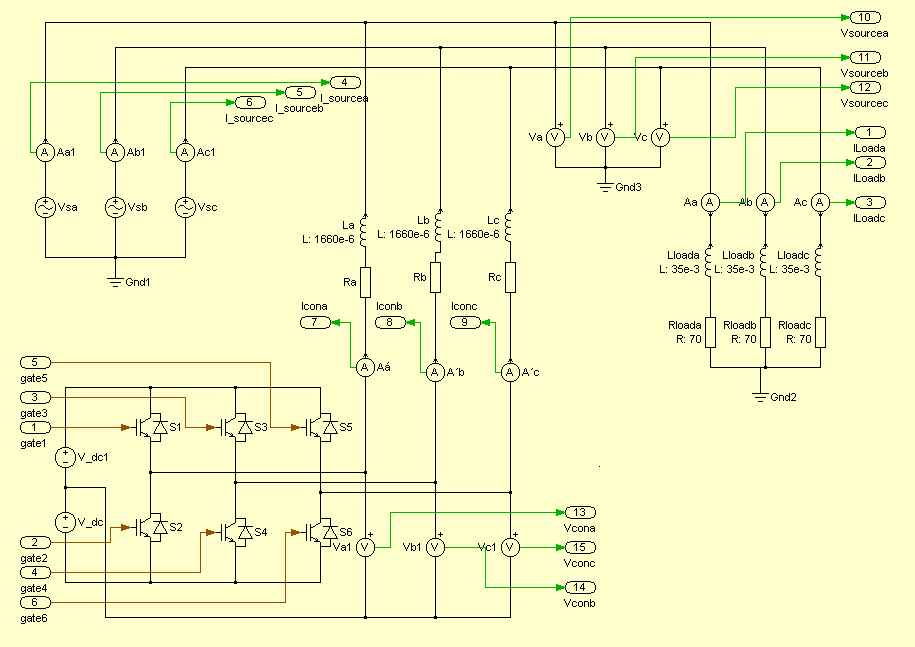 10
Vsourcea
11
Vsourceb
4
I_sourcea
12
Vsourcec
5
I_sourceb
6
I_sourcec
Va V
+
Vb V
+
Vc V
+
1
ILoada
A Aa1
A Ab1
A Ac1
2
ILoadb
Gnd3
Vsa
Vsb
Vsc
Aa A
Ab A
Ac A
3
ILoadc
La
L: 1660e-6
Lb
L: 1660e-6
Lc
L: 1660e-6
Lloada
L: 35e-3
Lloadb
L: 35e-3
Lloadc
L: 35e-3
Gnd1
Ra
Rb
Rc
Icona
7
Iconb
8
Iconc
9
Rloada
R: 70
Rloadb
R: 70
Rloadc
R: 70
5
gate5
A Aá
A A´b
A A´c
3
gate3
Gnd2
1
gate1
S1
S3
S5
V_dc1
V_dc
S2
S4
S6
13
Vcona
2
gate2
Va1 V
+
Vb1 V
+
Vc1 V
+
15
Vconc
4
gate4
14
Vconb
6
gate6